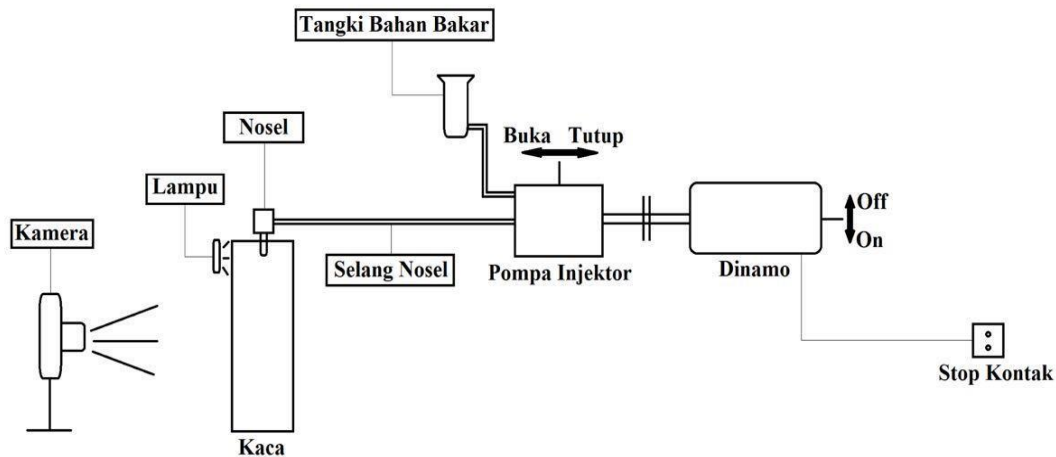 Tangki Bahan Bakar
Nosel
Buka Tutup
Lampu
Off
Kamera
On
Selang Nosel
Pompa Injektor
Dinamo
Stop Kontak
Kaca